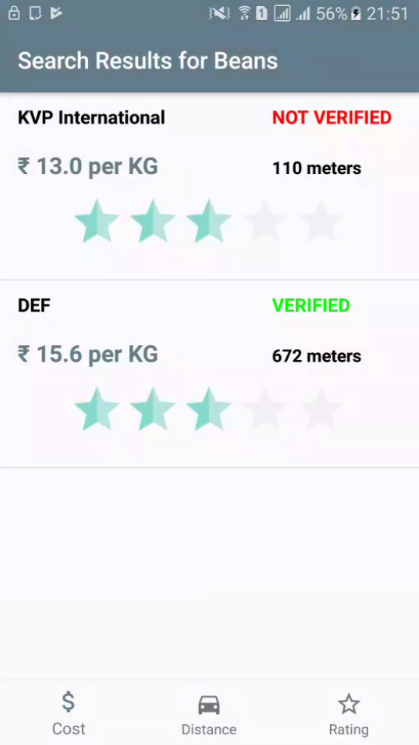 56% 21:51
Search Results for Beans
KVP International NOT VERIFIED
₹ 13.0 per KG 110 meters
DEF VERIFIED
₹ 15.6 per KG 672 meters
Cost Distance Rating